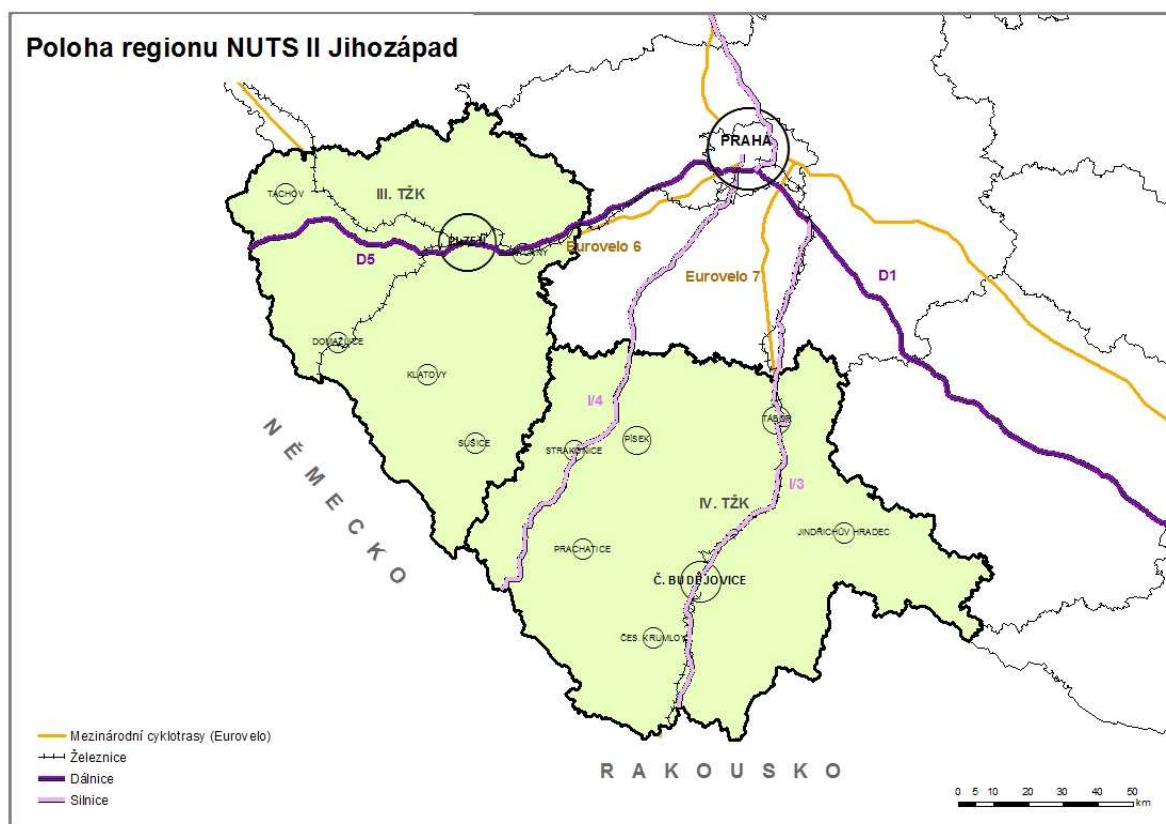 Poloha regionu NUTS II Jihozápad
PRAHA
TACHOV
III. TŽK
D5
Eurovelo 6
Eurovelo 7
D1
DOMAŽLICE
KLATOVY
I/4
SUŠICE
STRAKONICE
PÍSEK
TÁBOR
I/3
IV. TŽK
JINDŘICHŮV HRADEC
PRACHATICE
Č. BUDĚJOVICE
ČES. KRUMLOV
NĚMECKO
RAKOUSKO
Mezinárodní cyklotrasy (Eurovelo)
Železnice
Dálnice
Silnice
0 5 10 20 30 40 50
km